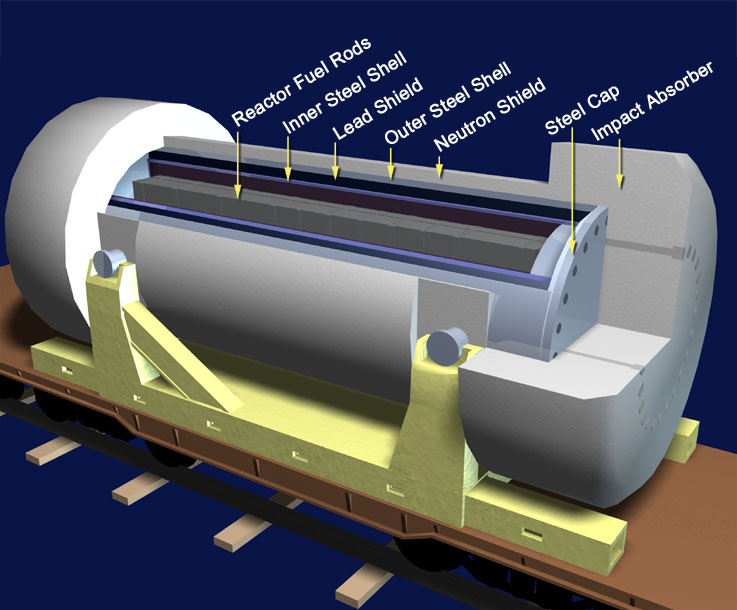 Reactor Fuel Rods
Inner Steel Shell
Lead Shield
Outer Steel Shell
Neutron Shield
Steel Cap
Impact Absorber